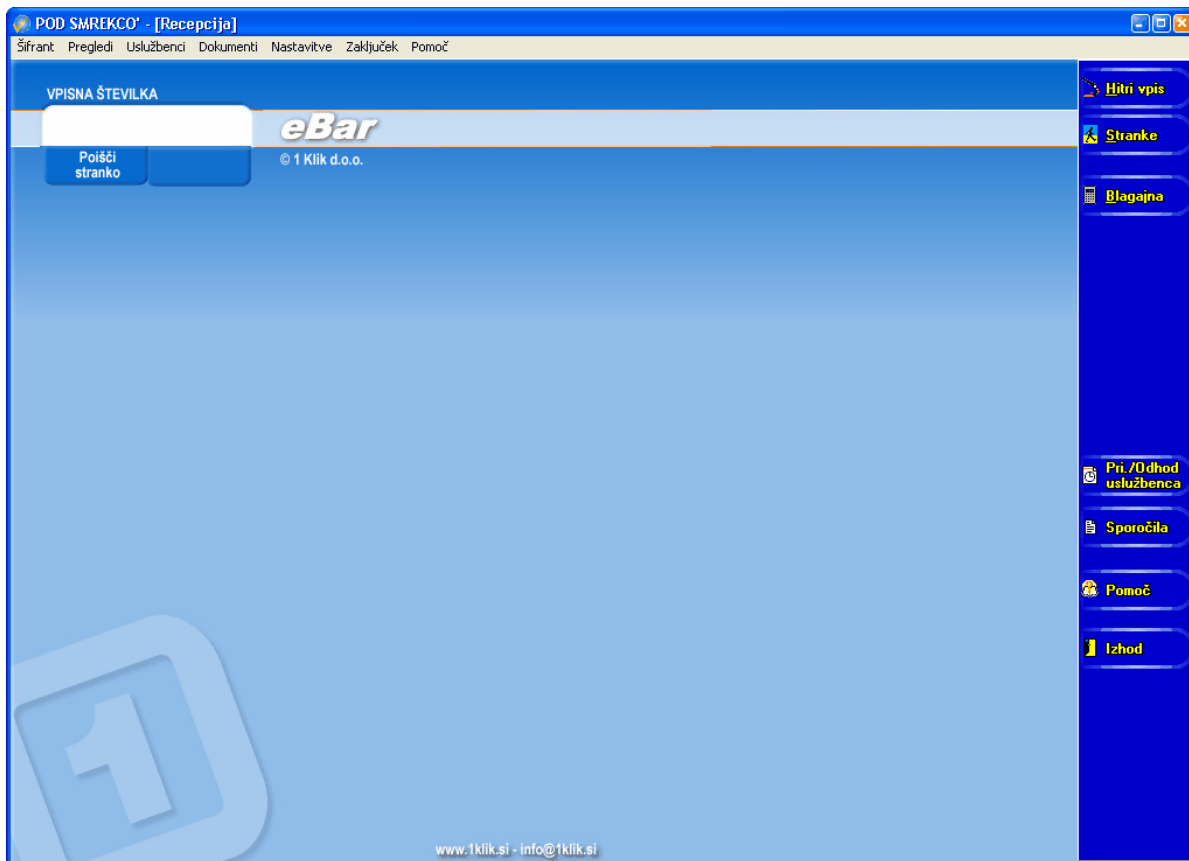 POD SMREKCO' - [Recepcija]
Šifrant Pregledi Uslužbenci Dokumenti Nastavitve Zaključek Pomoč
VPISNA ŠTEVILKA
eBar
Poišči
stranko
© 1 Klik d.o.o.
Hitri vpis
Stranke
Blagajna
Pri./Odhod
uslužbenca
Sporočila
Pomoč
Izhod
1
www.1klik.si - info@1klik.si